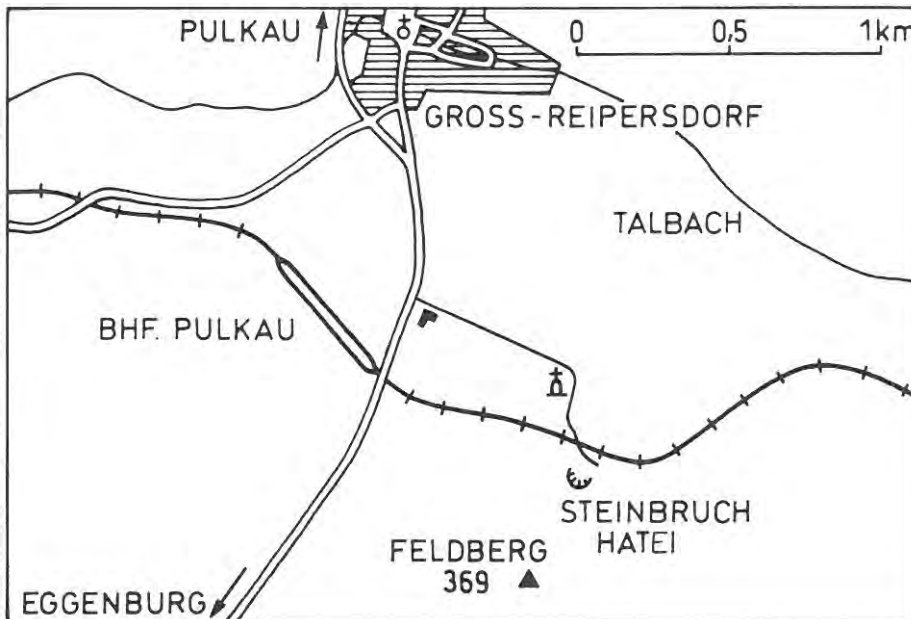 PULKAU
0 0,5 1km
GROSS-REIPERSDORF
TALBACH
BHF. PULKAU
STEINBRUCH
HATEI
FELDBERG
369
EGGENBURG